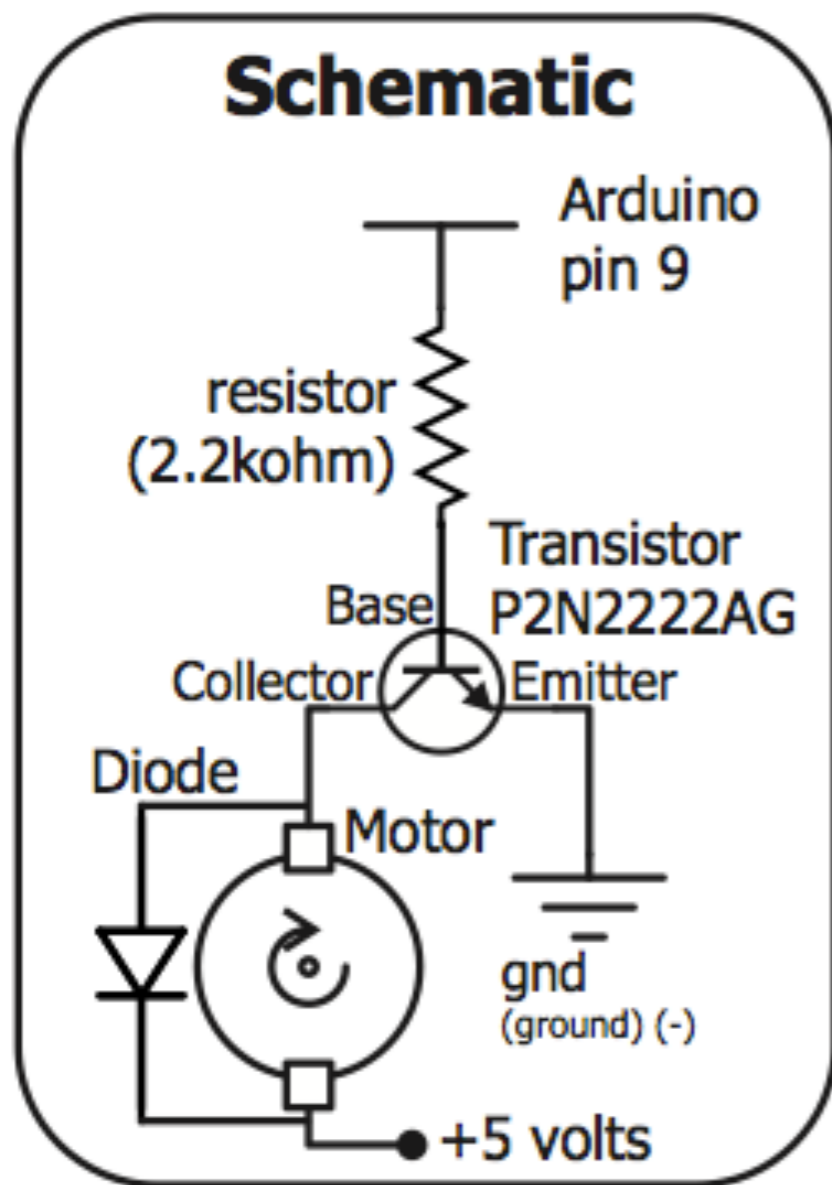 Schematic
Arduino
pin 9
resistor
(2.2kohm)
Transistor
P2N2222AG
Base
Collector
Emitter
Diode
Motor
gnd
(ground) (-)
+5 volts